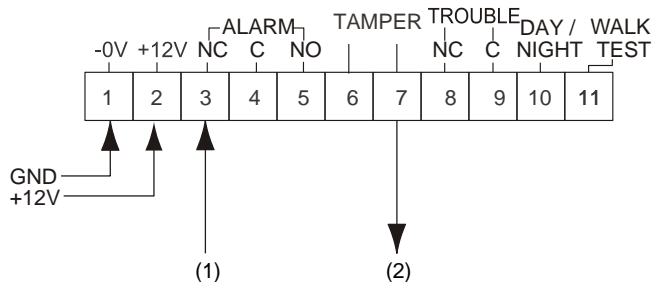 ALARM TAMPER TROUBLE DAY / WALK
-0V +12V NC C NO NC C NIGHT TEST
1 2 3 4 5 6 7 8 9 10 11
GND
+12V
(1) (2)